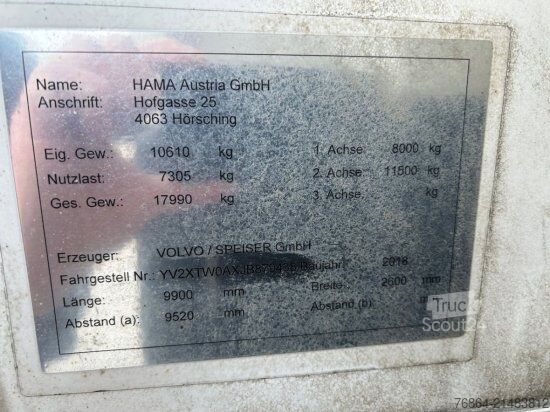 Name: HAMA Austria GmbH
Anschrift: Hofgasse 25
4063 Hörsching
Eig. Gew.: 10610 kg 1. Achse: 8000 kg
Nutzlast: 7305 kg 2. Achse: 11500 kg
Ges. Gew.: 17990 kg 3. Achse: kg
Erzeuger: VOLVO / SPEISER GmbH
Fahrgestell Nr.: Baujahr: 2018
Länge: 9900 mm Breite: 2600 mm
Abstand (a): 9520 mm Abstand (b):
Truck
Scout24
76864-21483812